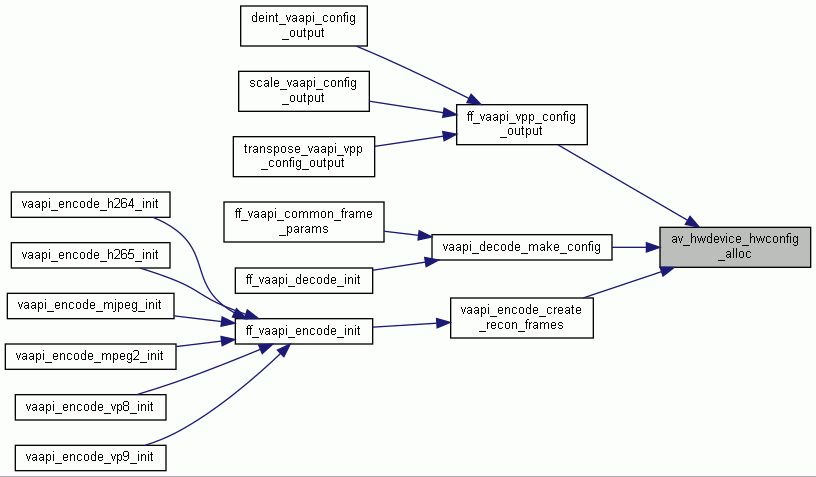 deint_vaapi_config
_output
scale_vaapi_config
_output
ff_vaapi_vpp_config
_output
transpose_vaapi_vpp
_config_output
vaapi_encode_h264_init
ff_vaapi_common_frame
_params
vaapi_decode_make_config
av_hwdevice_hwconfig
_alloc
vaapi_encode_h265_init
ff_vaapi_decode_init
vaapi_encode_mjpeg_init
vaapi_encode_create
_recon_frames
ff_vaapi_encode_init
vaapi_encode_mpeg2_init
vaapi_encode_vp8_init
vaapi_encode_vp9_init